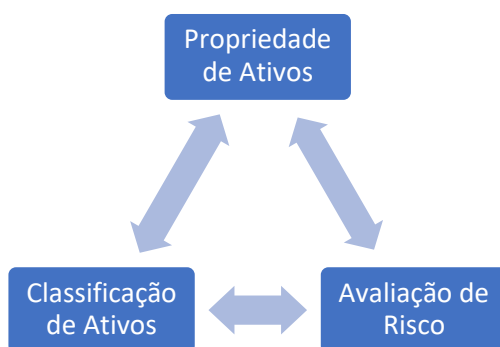 Propriedade
de Ativos
Classificação
de Ativos
Avaliação de
Risco